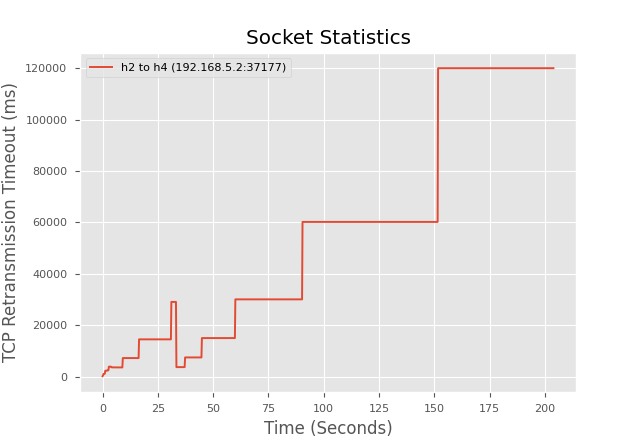 Socket Statistics
h2 to h4 (192.168.5.2:37177)
TCP Retransmission Timeout (ms)
120000
100000
80000
60000
40000
20000
0
0 25 50 75 100 125 150 175 200
Time (Seconds)